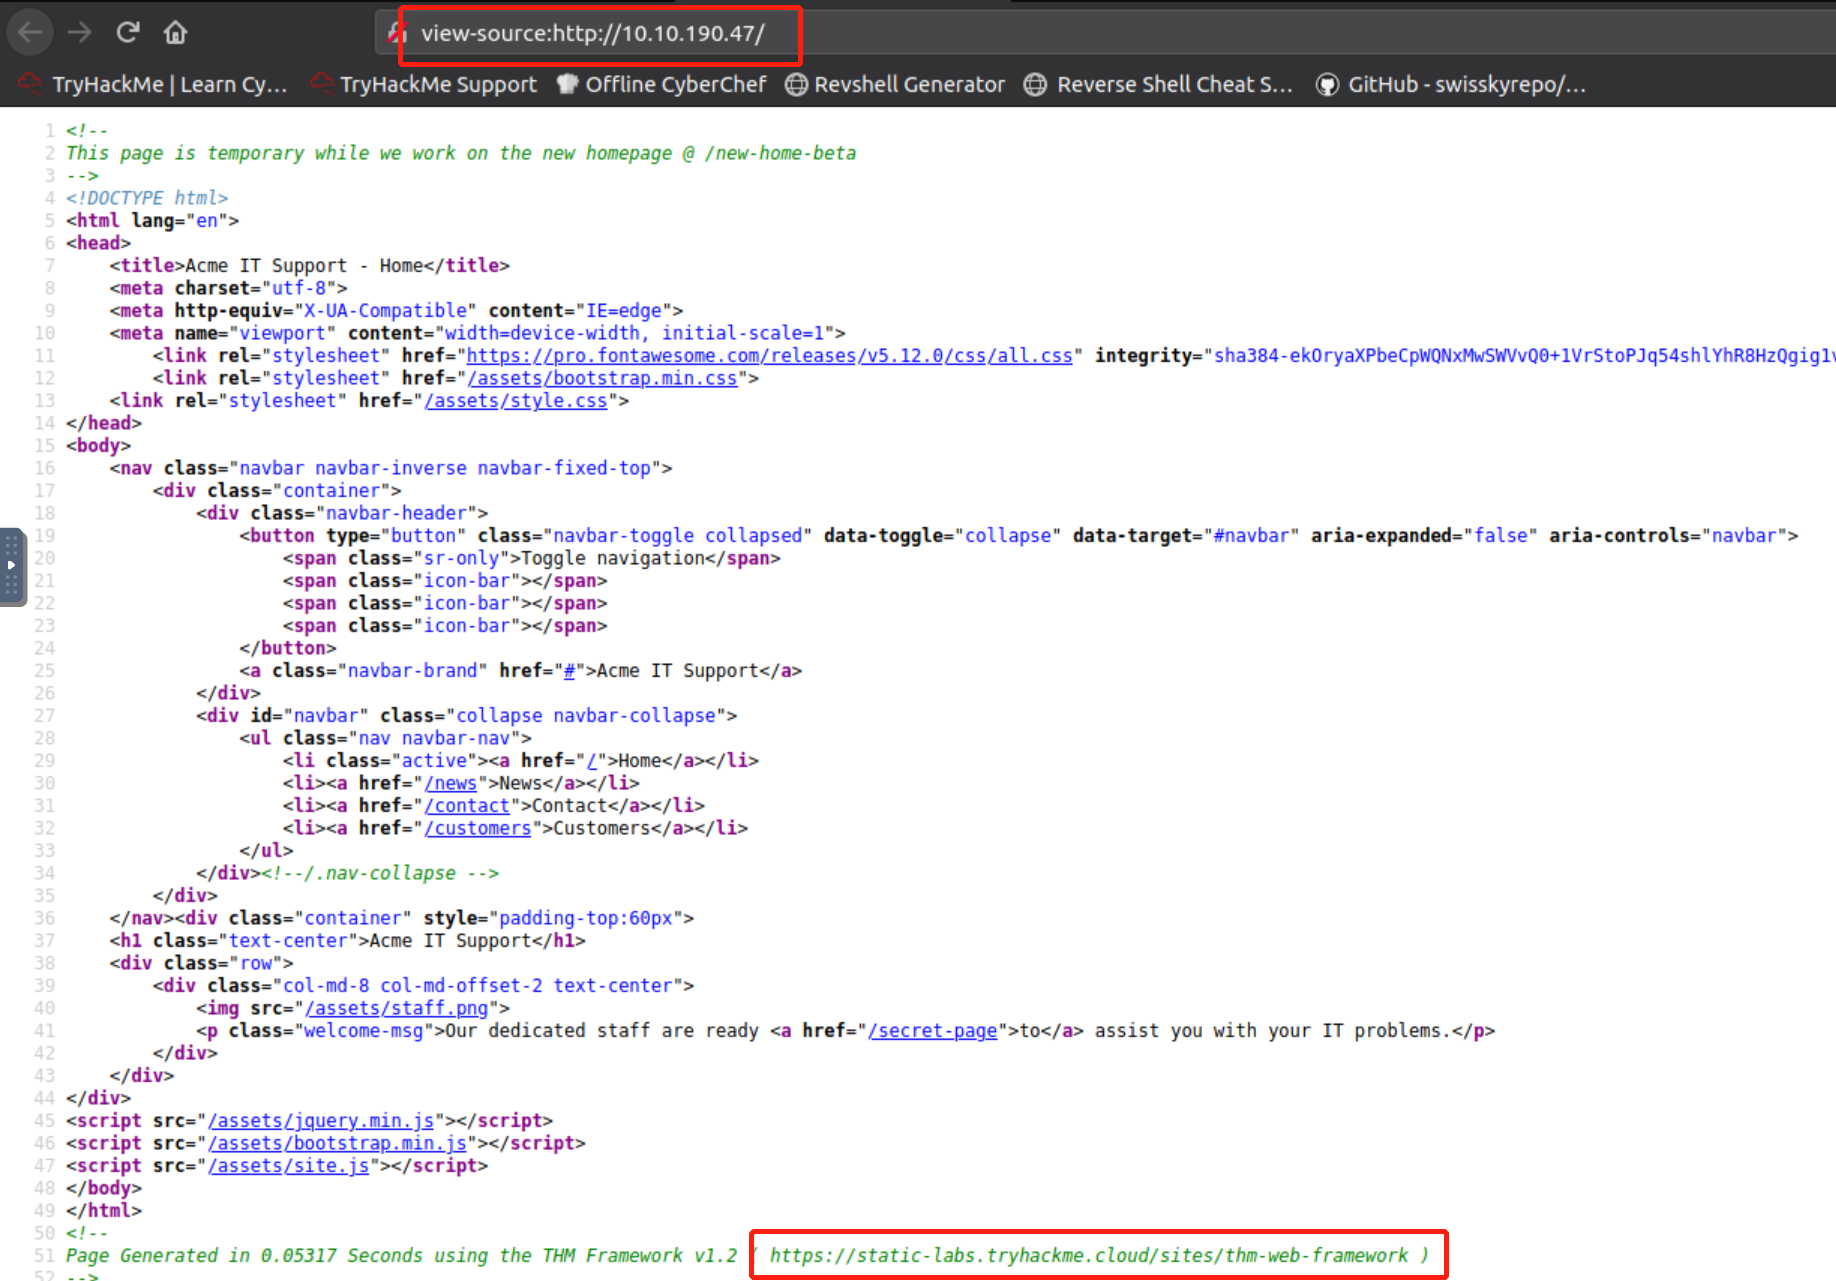 view-source:http://10.10.190.47/
TryHackMe | Learn Cy... TryHackMe Support Offline CyberChef Revshell Generator Reverse Shell Cheat S... GitHub - swisskyrepo/...
1 <!--
2 This page is temporary while we work on the new homepage @ /new-home-beta
3 -->
4 <!DOCTYPE html>
5 <html lang="en">
6 <head>
7 <title>Acme IT Support - Home</title>
8 <meta charset="utf-8">
9 <meta http-equiv="X-UA-Compatible" content="IE=edge">
10 <meta name="viewport" content="width=device-width, initial-scale=1">
11 <link rel="stylesheet" href="https://pro.fontawesome.com/releases/v5.12.0/css/all.css" integrity="sha384-ekOryaXPbeCpWQNxMwSWVvQ0+1VrStoPJq54shlYhR8HzQgig1v
12 <link rel="stylesheet" href="/assets/bootstrap.min.css">
13 <link rel="stylesheet" href="/assets/style.css">
14 </head>
15 <body>
16 <nav class="navbar navbar-inverse navbar-fixed-top">
17 <div class="container">
18 <div class="navbar-header">
19 <button type="button" class="navbar-toggle collapsed" data-toggle="collapse" data-target="#navbar" aria-expanded="false" aria-controls="navbar">
20 <span class="sr-only">Toggle navigation</span>
21 <span class="icon-bar"></span>
22 <span class="icon-bar"></span>
23 <span class="icon-bar"></span>
24 </button>
25 <a class="navbar-brand" href="#">Acme IT Support</a>
26 </div>
27 <div id="navbar" class="collapse navbar-collapse">
28 <ul class="nav navbar-nav">
29 <li class="active"><a href="/">Home</a></li>
30 <li><a href="/news">News</a></li>
31 <li><a href="/contact">Contact</a></li>
32 <li><a href="/customers">Customers</a></li>
33 </ul>
34 </div><!--/.nav-collapse -->
35 </div>
36 </nav><div class="container" style="padding-top:60px">
37 <h1 class="text-center">Acme IT Support</h1>
38 <div class="row">
39 <div class="col-md-8 col-md-offset-2 text-center">
40 <img src="/assets/staff.png">
41 <p class="welcome-msg">Our dedicated staff are ready <a href="/secret-page">to</a> assist you with your IT problems.</p>
42 </div>
43 </div>
44 </div>
45 <script src="/assets/jquery.min.js"></script>
46 <script src="/assets/bootstrap.min.js"></script>
47 <script src="/assets/site.js"></script>
48 </body>
49 </html>
50 <!--
51 Page Generated in 0.05317 Seconds using the THM Framework v1.2 ( https://static-labs.tryhackme.cloud/sites/thm-web-framework )
52 -->